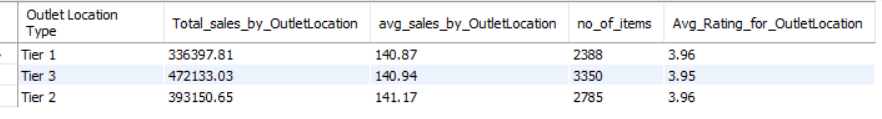 Outlet Location Type Total_sales_by_OutletLocation avg_sales_by_OutletLocation no_of_items Avg_Rating_for_OutletLocation
Tier 1 336397.81 140.87 2388 3.96
Tier 3 472133.03 140.94 3350 3.95
Tier 2 393150.65 141.17 2785 3.96